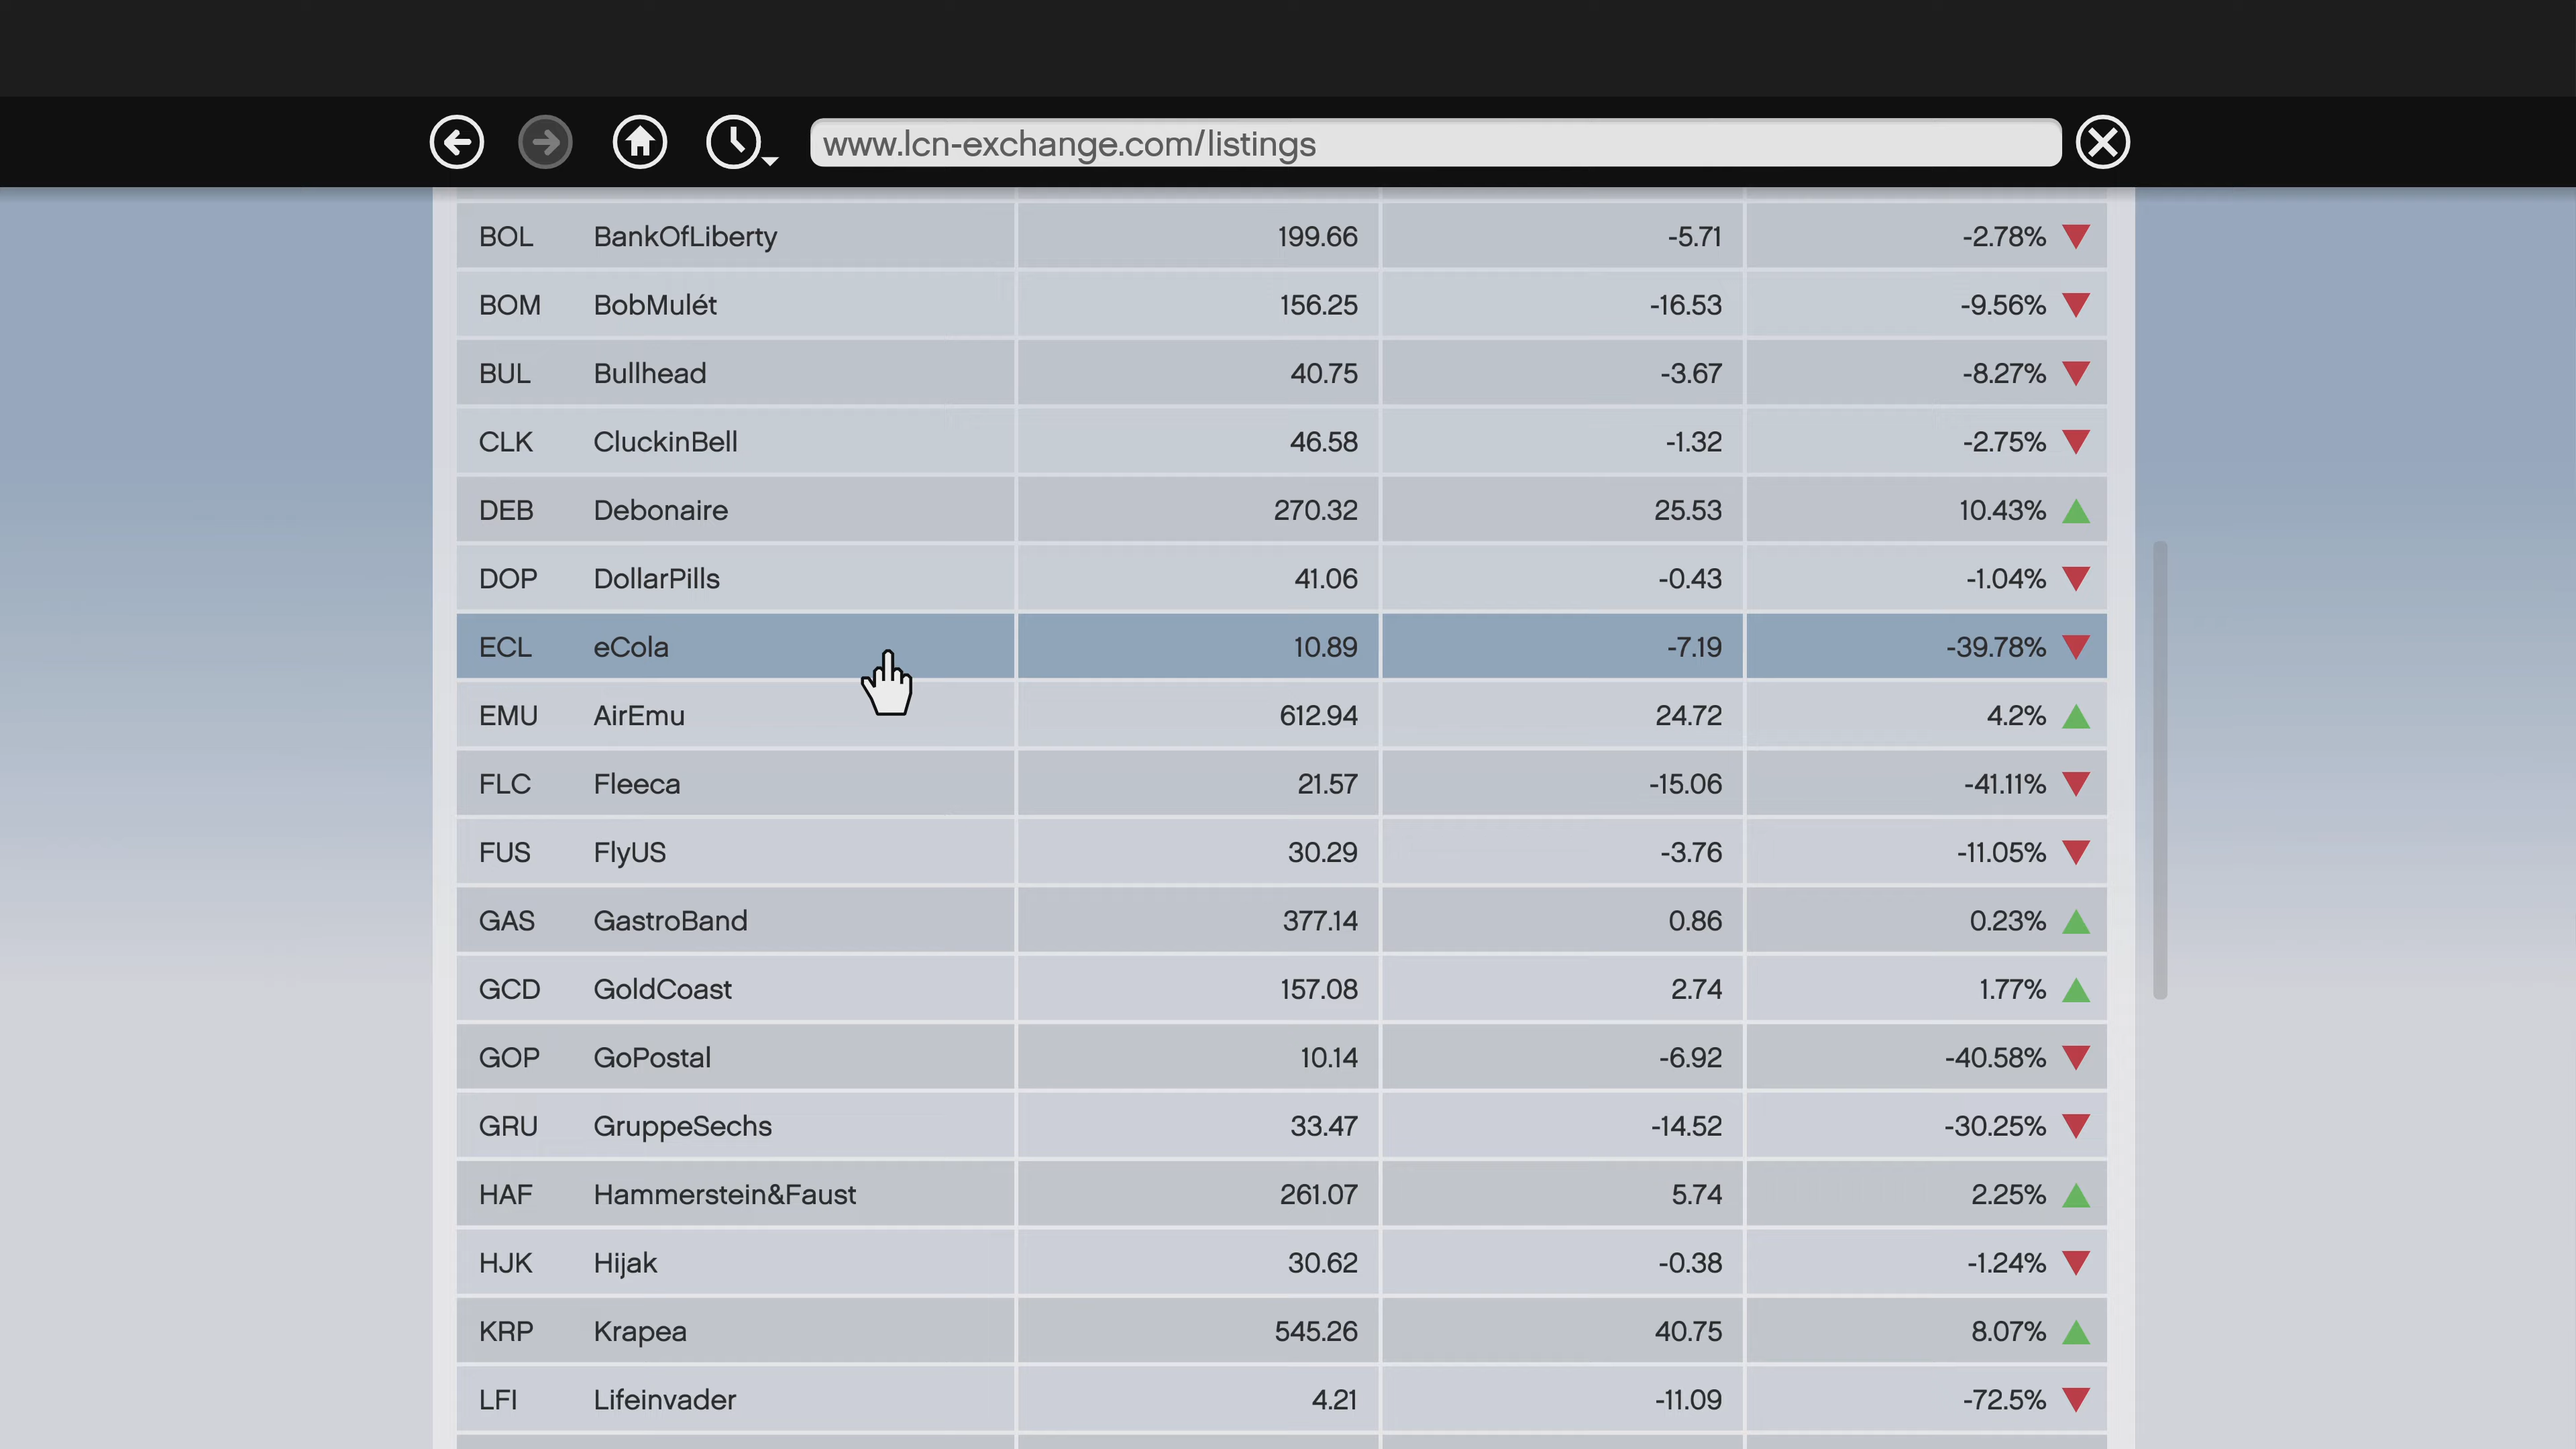 www.lcn-exchange.com/listings
BOL BankOfLiberty 199.66 -5.71 -2.78%
BOM BobMulét 156.25 -16.53 -9.56%
BUL Bullhead 40.75 -3.67 -8.27%
CLK CluckinBell 46.58 -1.32 -2.75%
DEB Debonaire 270.32 25.53 10.43%
DOP DollarPills 41.06 -0.43 -1.04%
ECL eCola 10.89 -7.19 -39.78%
EMU AirEmu 612.94 24.72 4.2%
FLC Fleeca 21.57 -15.06 -41.11%
FUS FlyUS 30.29 -3.76 -11.05%
GAS GastroBand 377.14 0.86 0.23%
GCD GoldCoast 157.08 2.74 1.77%
GOP GoPostal 10.14 -6.92 -40.58%
GRU GruppeSechs 33.47 -14.52 -30.25%
HAF Hammerstein&Faust 261.07 5.74 2.25%
HJK Hijak 30.62 -0.38 -1.24%
KRP Krapea 545.26 40.75 8.07%
LFI Lifeinvader 4.21 -11.09 -72.5%